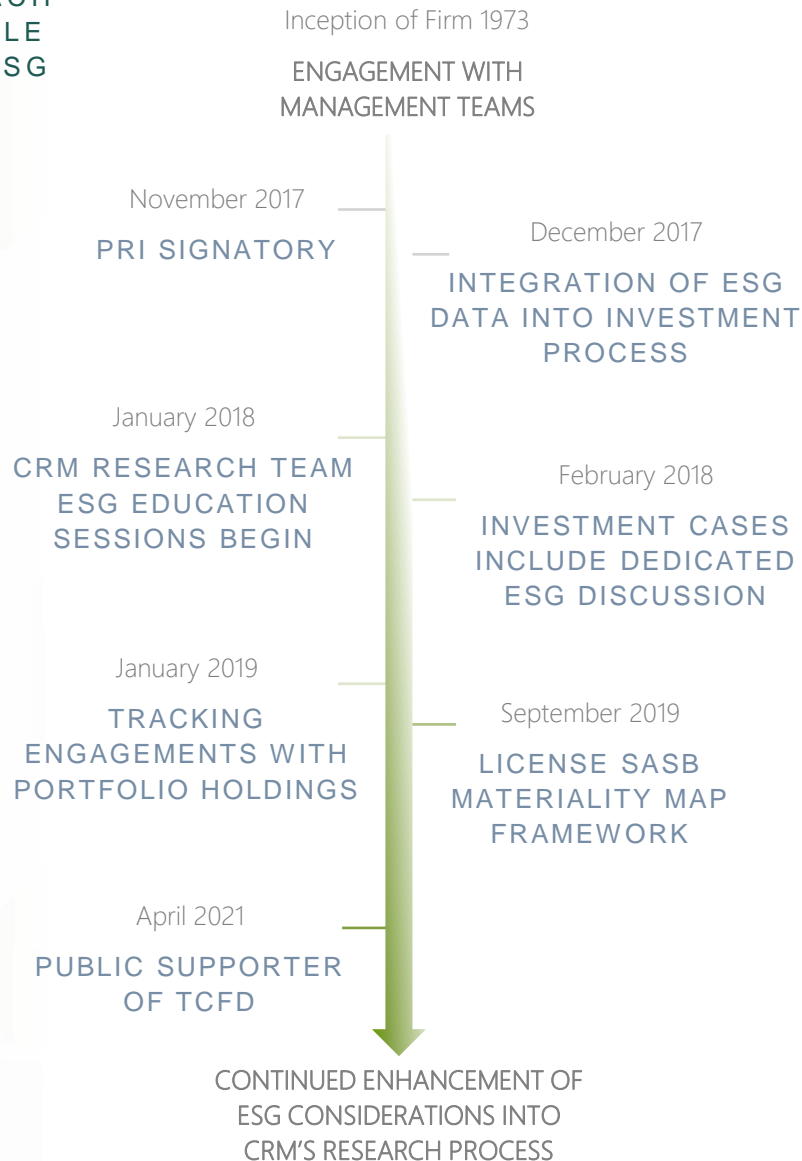 LE
SG
Inception of Firm 1973
ENGAGEMENT WITH
MANAGEMENT TEAMS
November 2017
PRI SIGNATORY
December 2017
INTEGRATION OF ESG
DATA INTO INVESTMENT
PROCESS
January 2018
CRM RESEARCH TEAM
ESG EDUCATION
SESSIONS BEGIN
February 2018
INVESTMENT CASES
INCLUDE DEDICATED
ESG DISCUSSION
January 2019
TRACKING
ENGAGEMENTS WITH
PORTFOLIO HOLDINGS
September 2019
LICENSE SASB
MATERIALITY MAP
FRAMEWORK
April 2021
PUBLIC SUPPORTER
OF TCFD
CONTINUED ENHANCEMENT OF
ESG CONSIDERATIONS INTO
CRM'S RESEARCH PROCESS